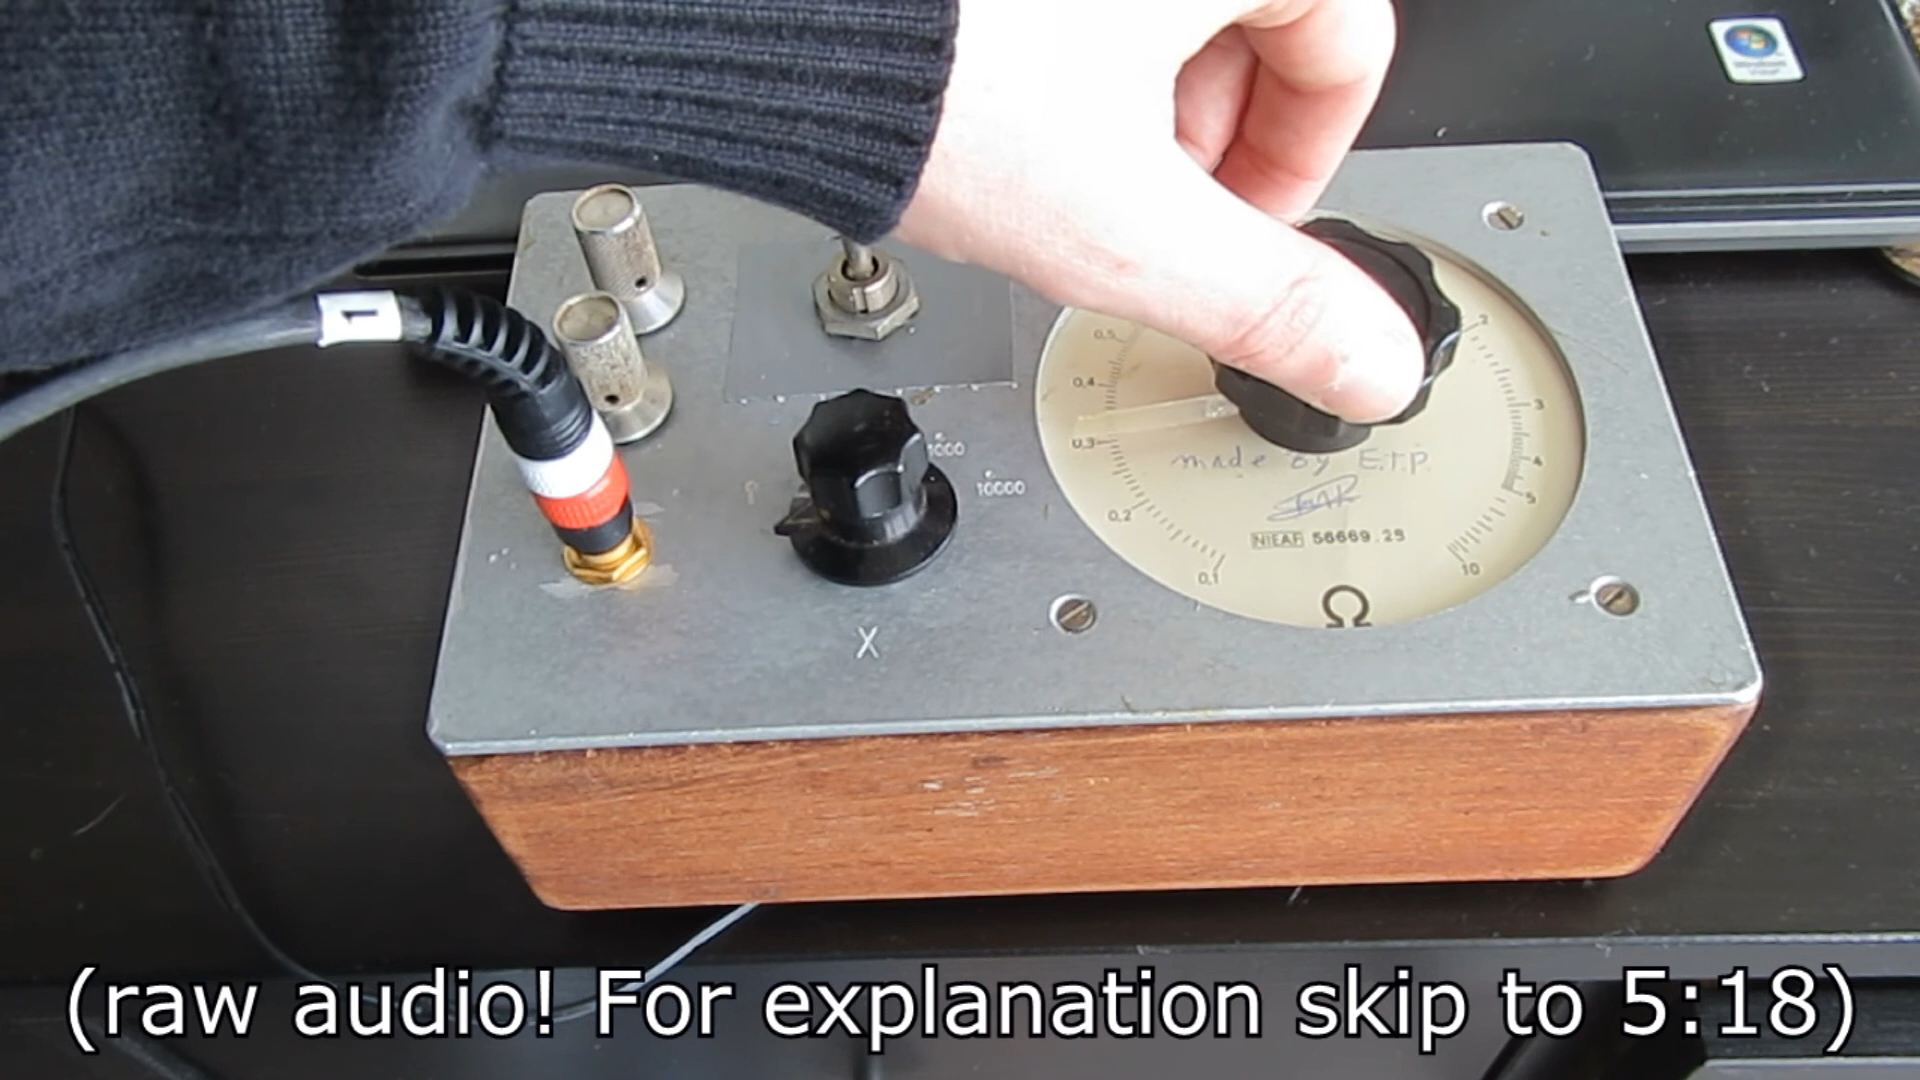 1
0,5
0,4
0,3
0,2
0,1
2
3
4
5
10
1000
10000
made by E.T.P.
NIEAF 56669.25
Ω
X
(raw audio! For explanation skip to 5:18)